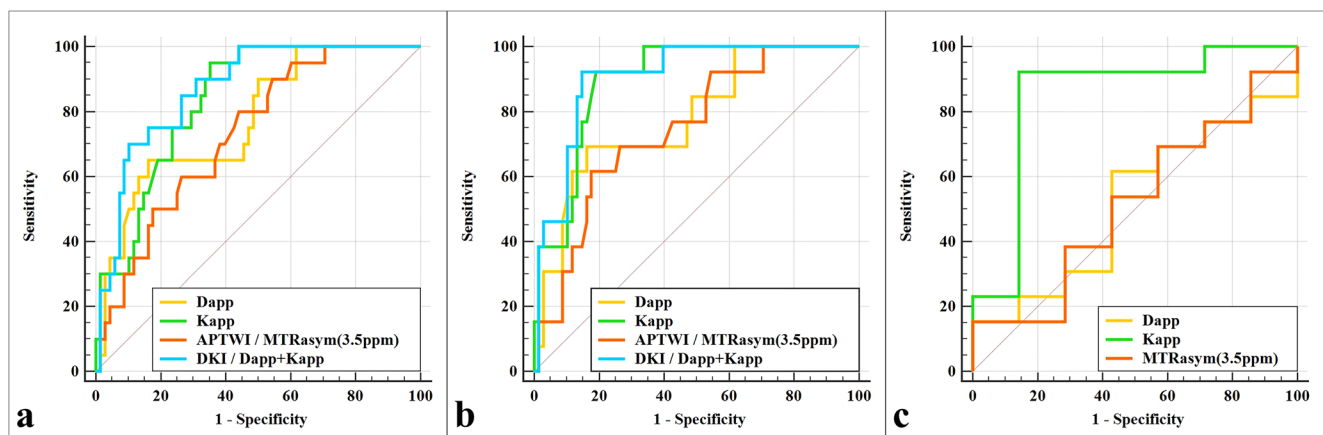 100
80
60
40
20
0
Sensitivity
Dapp
Kapp
APTWI / MTRasym(3.5ppm)
DKI / Dapp+Kapp
0 20 40 60 80 100
1 - Specificity
a
100
80
60
40
20
0
Sensitivity
Dapp
Kapp
APTWI / MTRasym(3.5ppm)
DKI / Dapp+Kapp
0 20 40 60 80 100
1 - Specificity
b
100
80
60
40
20
0
Sensitivity
Dapp
Kapp
MTRasym(3.5ppm)
0 20 40 60 80 100
1 - Specificity
c